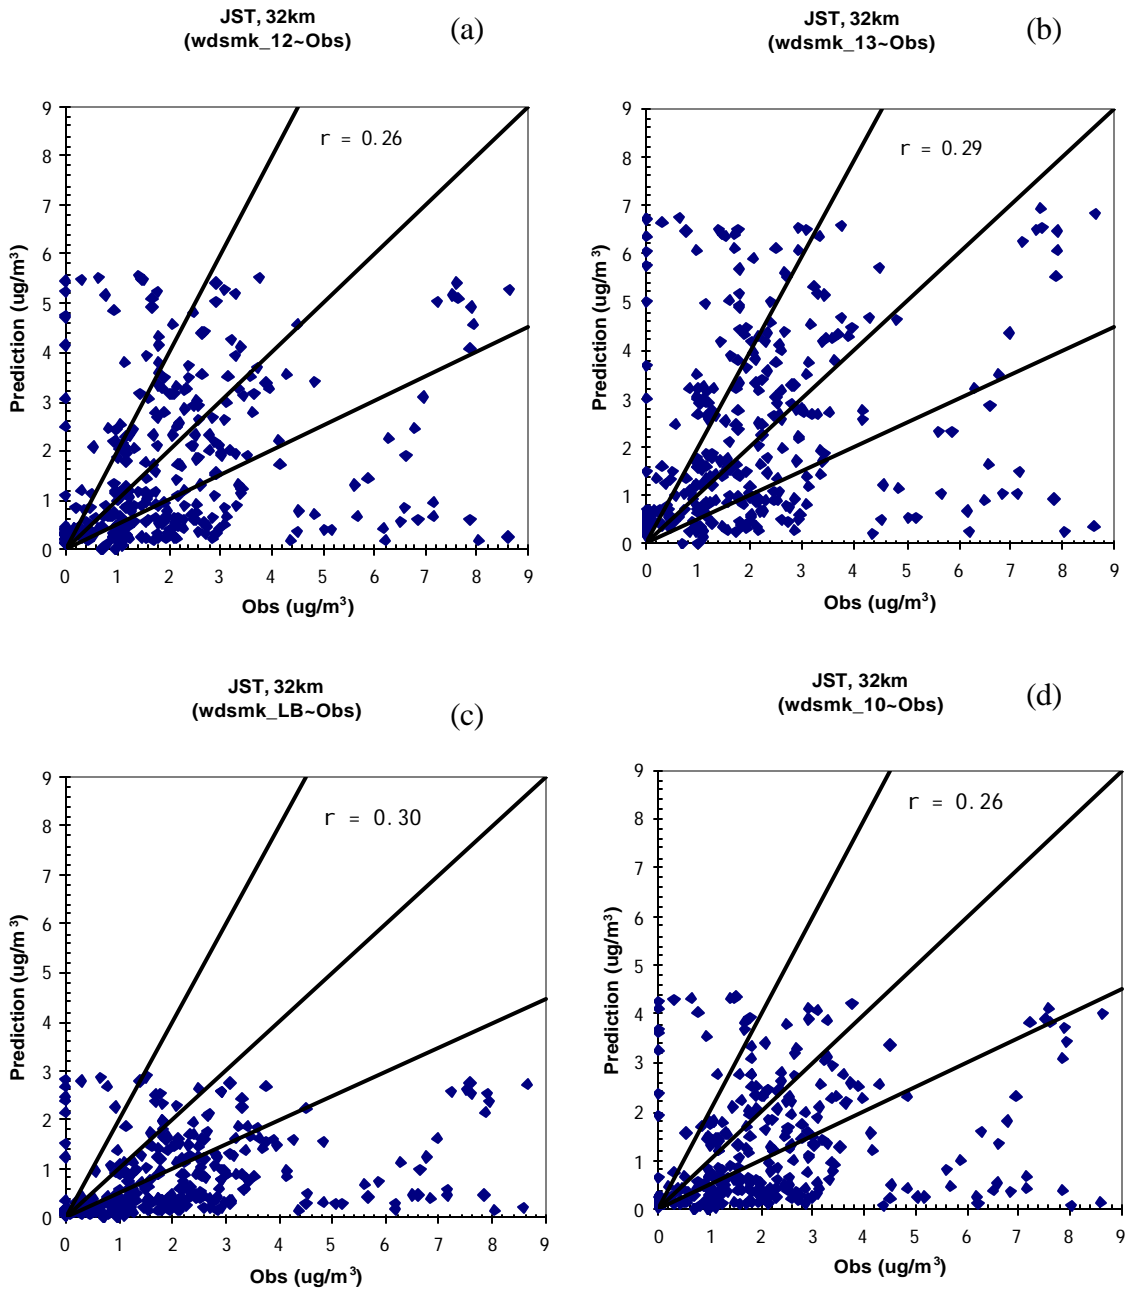 JST, 32km
(wdsmk_12~Obs)
(a)
r = 0.26
9
8
7
6
5
4
3
2
1
0
Prediction (ug/m³)
0 1 2 3 4 5 6 7 8 9
Obs (ug/m³)
JST, 32km
(wdsmk_13~Obs)
(b)
r = 0.29
9
8
7
6
5
4
3
2
1
0
Prediction (ug/m³)
0 1 2 3 4 5 6 7 8 9
Obs (ug/m³)
JST, 32km
(wdsmk_LB~Obs)
(c)
r = 0.30
9
8
7
6
5
4
3
2
1
0
Prediction (ug/m³)
0 1 2 3 4 5 6 7 8 9
Obs (ug/m³)
JST, 32km
(wdsmk_10~Obs)
(d)
r = 0.26
9
8
7
6
5
4
3
2
1
0
Prediction (ug/m³)
0 1 2 3 4 5 6 7 8 9
Obs (ug/m³)